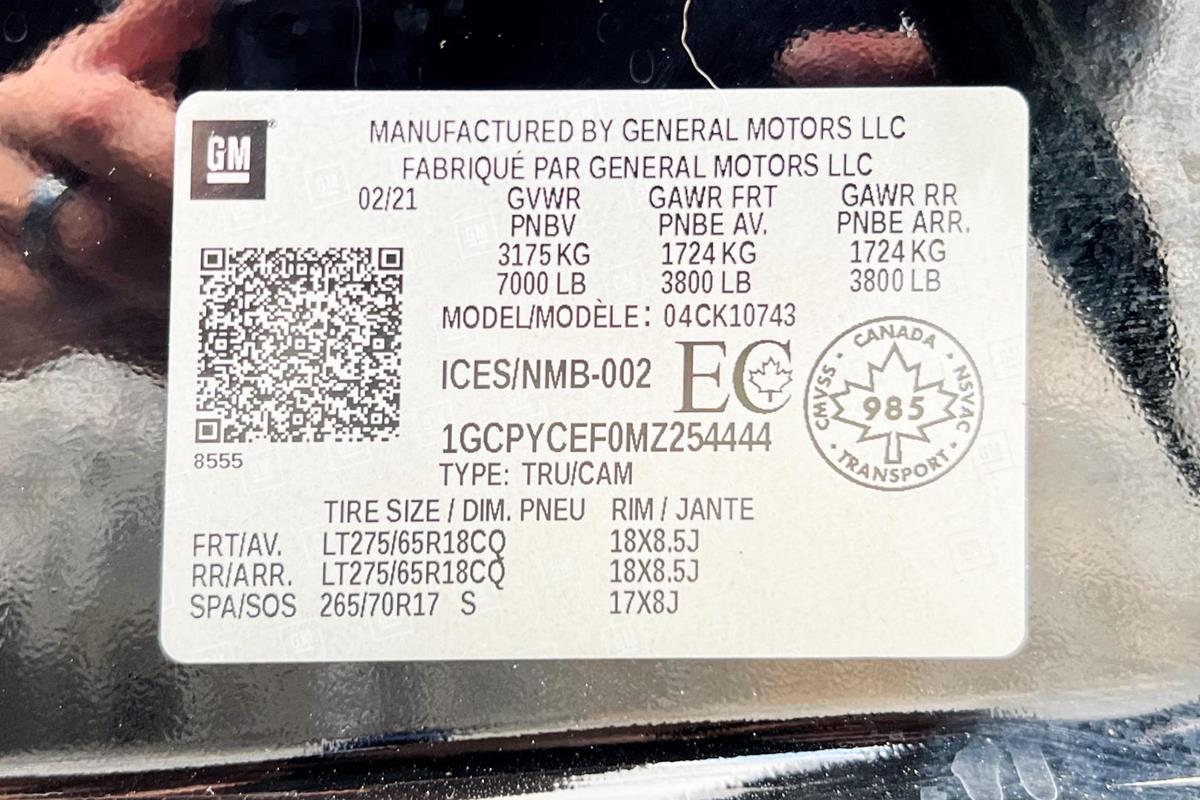 GM
MANUFACTURED BY GENERAL MOTORS LLC
FABRIQUÉ PAR GENERAL MOTORS LLC
02/21 GVWR GAWR FRT GAWR RR
PNBV PNBE AV. PNBE ARR.
3175 KG 1724 KG 1724 KG
7000 LB 3800 LB 3800 LB
MODEL/MODÈLE: 04CK10743
ICES/NMB-002 EC
CANADA
CMVSS 985 NSVAC
TRANSPORT
1GCPYCEF0MZ254444
8555
TYPE: TRU/CAM
TIRE SIZE / DIM. PNEU RIM / JANTE
FRT/AV. LT275/65R18CQ 18X8.5J
RR/ARR. LT275/65R18CQ 18X8.5J
SPA/SOS 265/70R17 S 17X8J